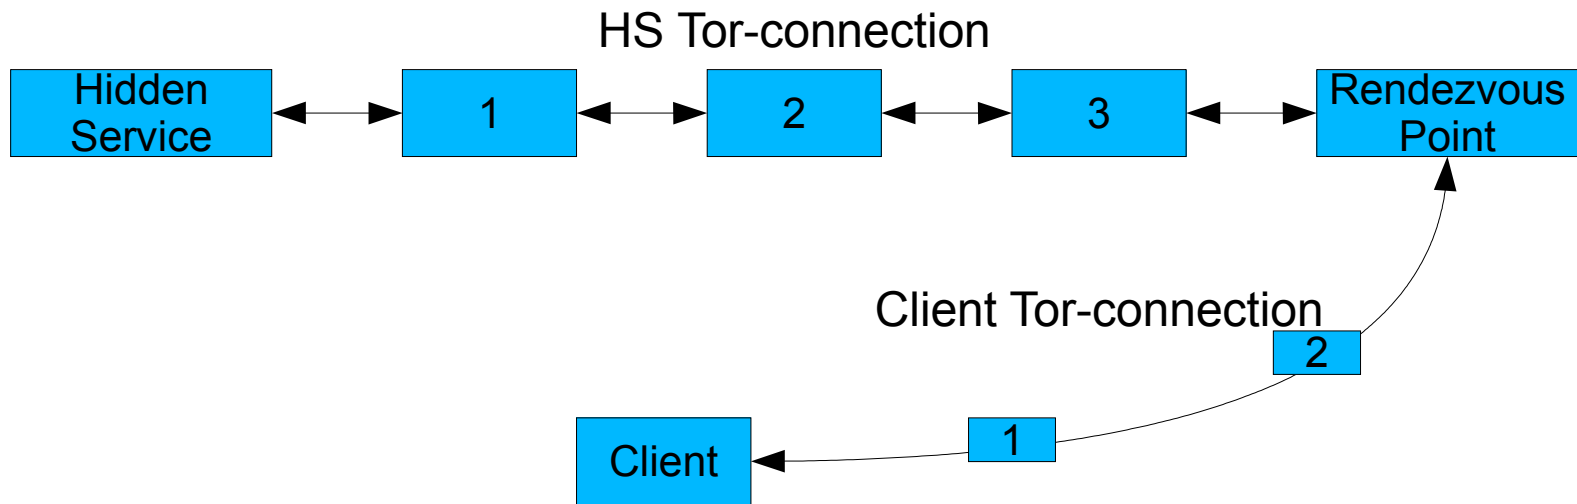 HS Tor-connection
Hidden
Service
1
2
3
Rendezvous
Point
Client Tor-connection
2
1
Client